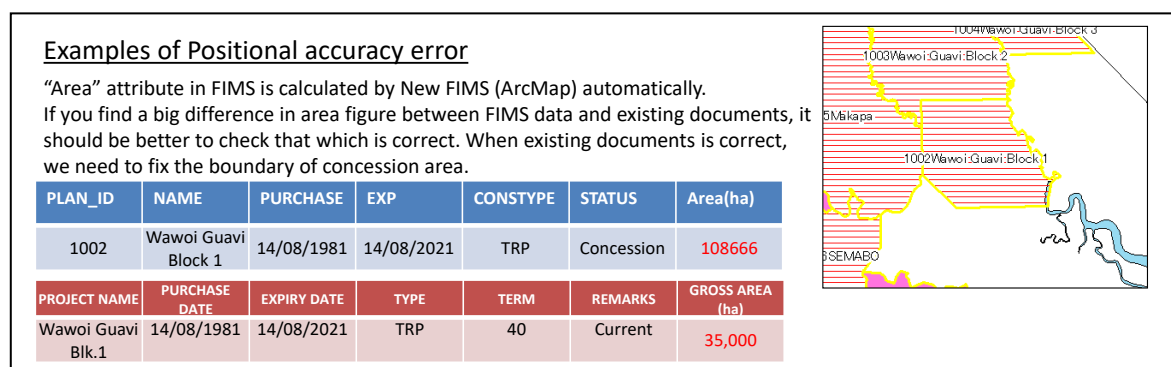 Examples of Positional accuracy error
“Area” attribute in FIMS is calculated by New FIMS (ArcMap) automatically.
If you find a big difference in area figure between FIMS data and existing documents, it
should be better to check that which is correct. When existing documents is correct,
we need to fix the boundary of concession area.
PLAN_ID NAME PURCHASE EXP CONSTYPE STATUS Area(ha)
1002 Wawoi Guavi Block 1 14/08/1981 14/08/2021 TRP Concession 108666
PROJECT NAME PURCHASE DATE EXPIRY DATE TYPE TERM REMARKS GROSS AREA (ha)
Wawoi Guavi Blk.1 14/08/1981 14/08/2021 TRP 40 Current 35,000
1004Wawoi:Guavi:Block 3
1003Wawoi:Guavi:Block 2
5Makapa
1002Wawoi:Guavi:Block 1
SEMABO